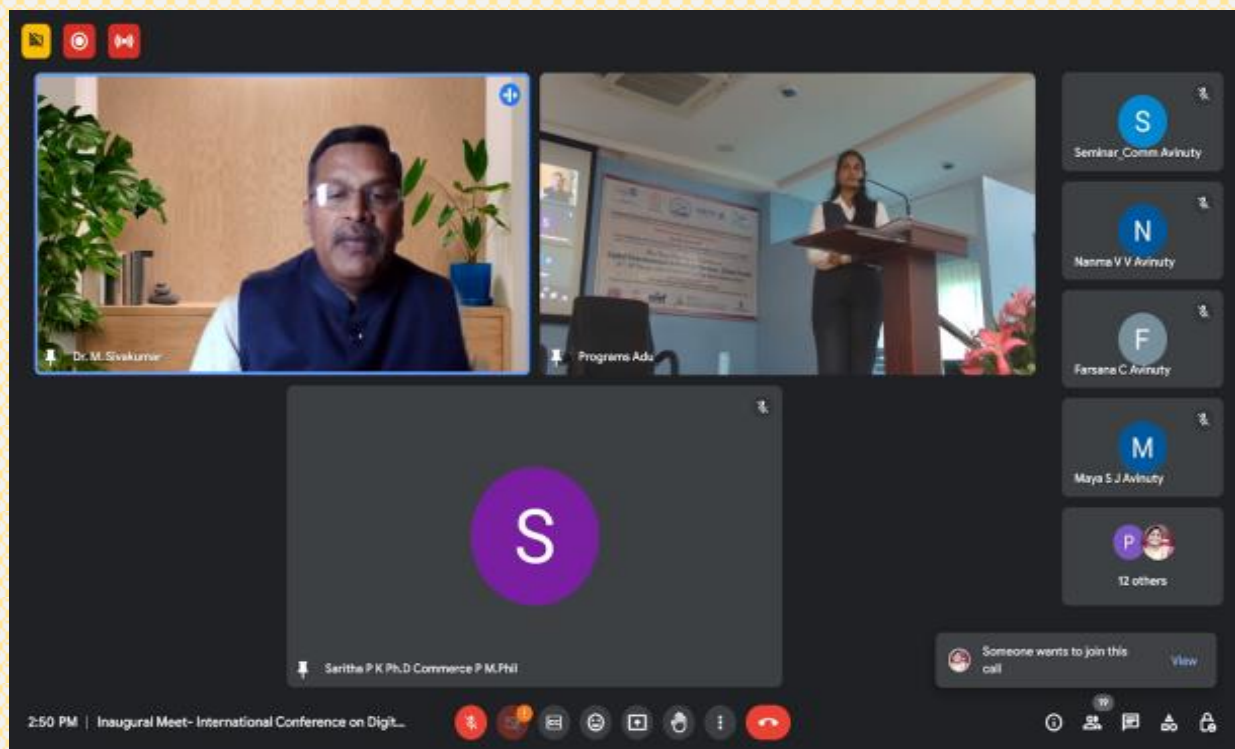 Dr. M. Sivakumar
Programs Adu
S
Seminar_Comm Avinuty
N
Nanma V V Avinuty
F
Farsana C Avinuty
M
Maya S J Avinuty
P
12 others
S
Saritha P K Ph.D Commerce P M.Phil
Someone wants to join this
call
View
2:50 PM | Inaugural Meet- International Conference on Digit...
19